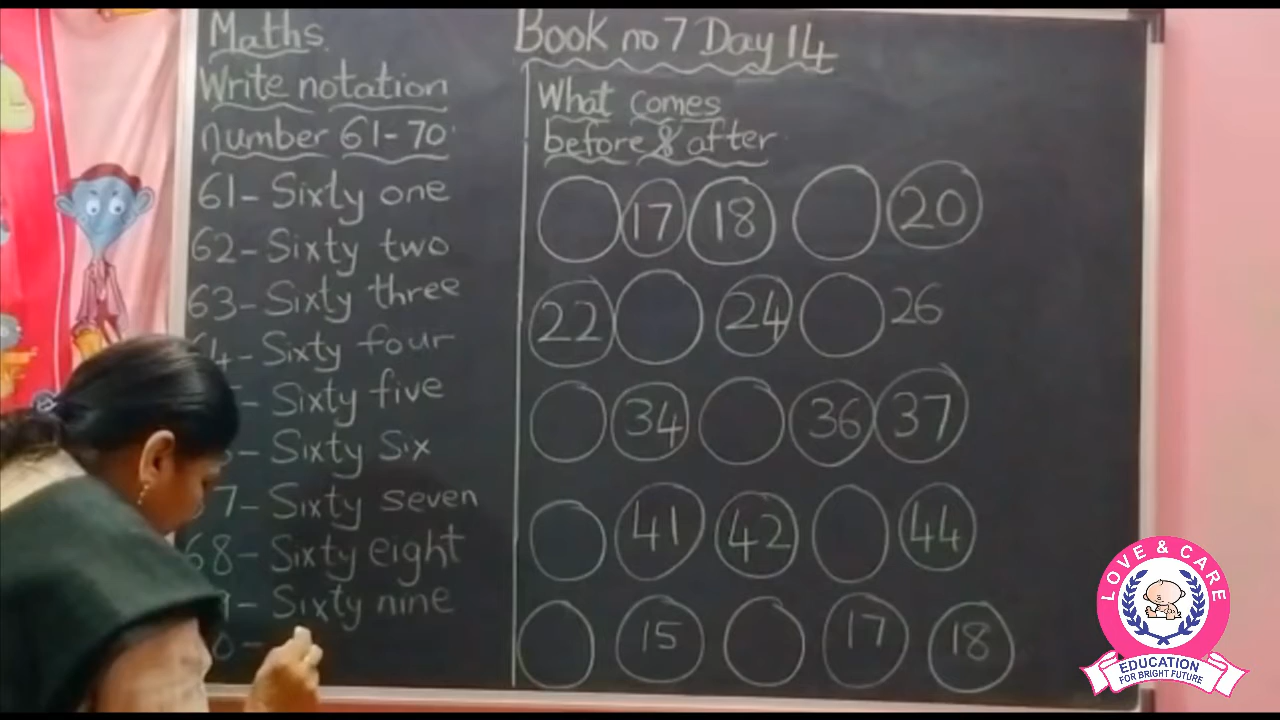 Maths
Write notation
number 61-70
61- Sixty one
62- Sixty two
63- Sixty three
4- Sixty four
- Sixty five
- Sixty Six
7- Sixty seven
68- Sixty eight
- Sixty nine
0-
Book no 7 Day 14
What comes
before & after
17 18 20
22 24 26
34 36 37
41 42 44
15 17 18
LOVE & CARE
EDUCATION
FOR BRIGHT FUTURE